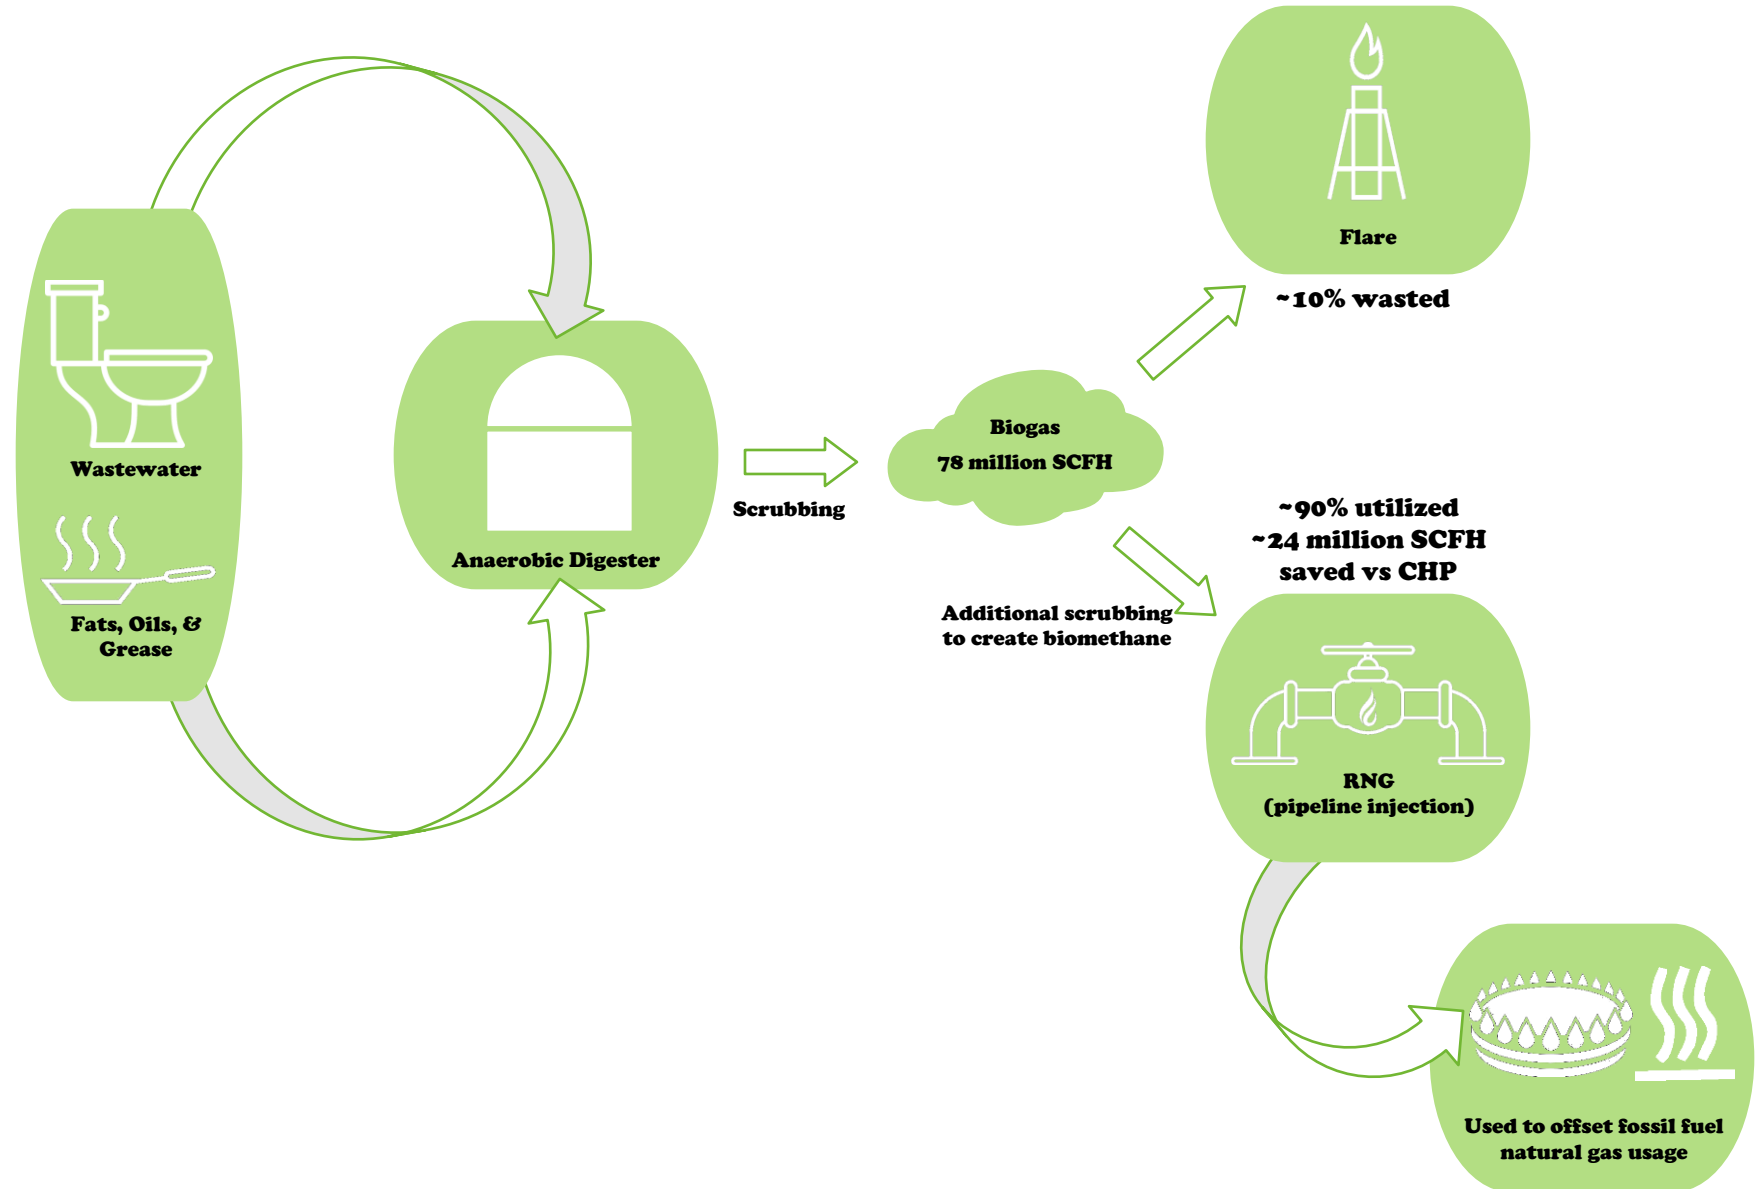 Wastewater
Fats, Oils, &
Grease
Anaerobic Digester
Scrubbing
Biogas
78 million SCFH
Flare
~10% wasted
~90% utilized
~24 million SCFH
saved vs CHP
Additional scrubbing
to create biomethane
RNG
(pipeline injection)
Used to offset fossil fuel
natural gas usage